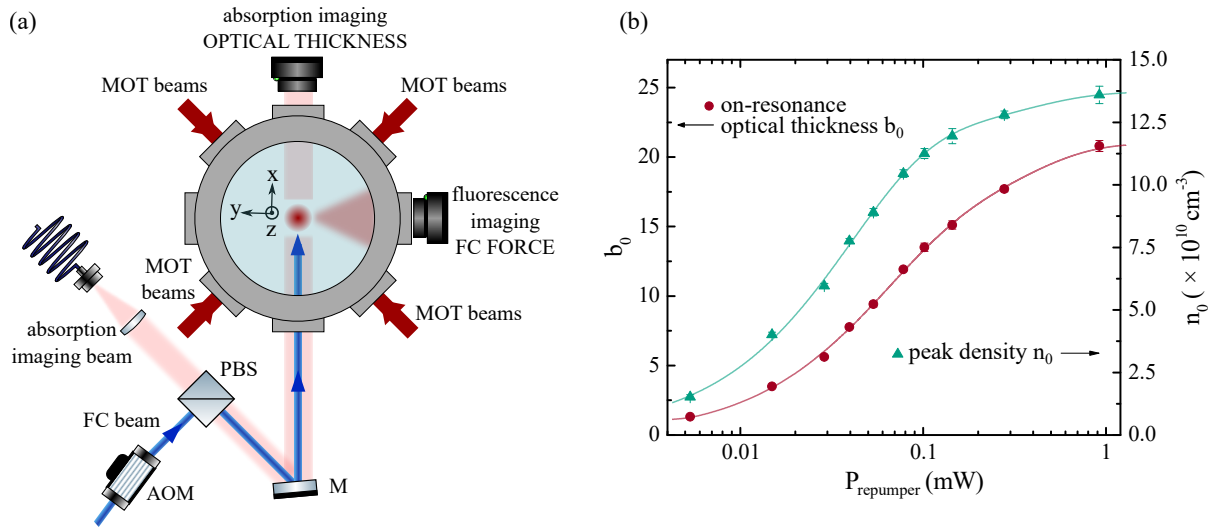 (a)
absorption imaging
OPTICAL THICKNESS
MOT beams
MOT beams
x
y
z
fluorescence
imaging
FC FORCE
MOT
beams
MOT beams
absorption
imaging beam
PBS
FC beam
AOM
M
(b)
25
20
15
10
5
0
b₀
on-resonance
optical thickness b₀
peak density n₀
15.0
12.5
10.0
7.5
5.0
2.5
0.0
n₀ ( × 10¹⁰ cm⁻³)
0.01
0.1
1
P_repumper (mW)